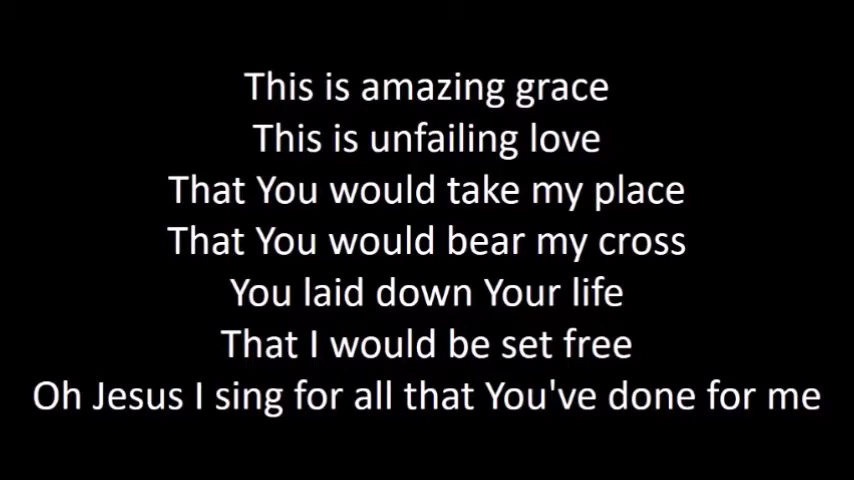 This is amazing grace
This is unfailing love
That You would take my place
That You would bear my cross
You laid down Your life
That I would be set free
Oh Jesus I sing for all that You've done for me